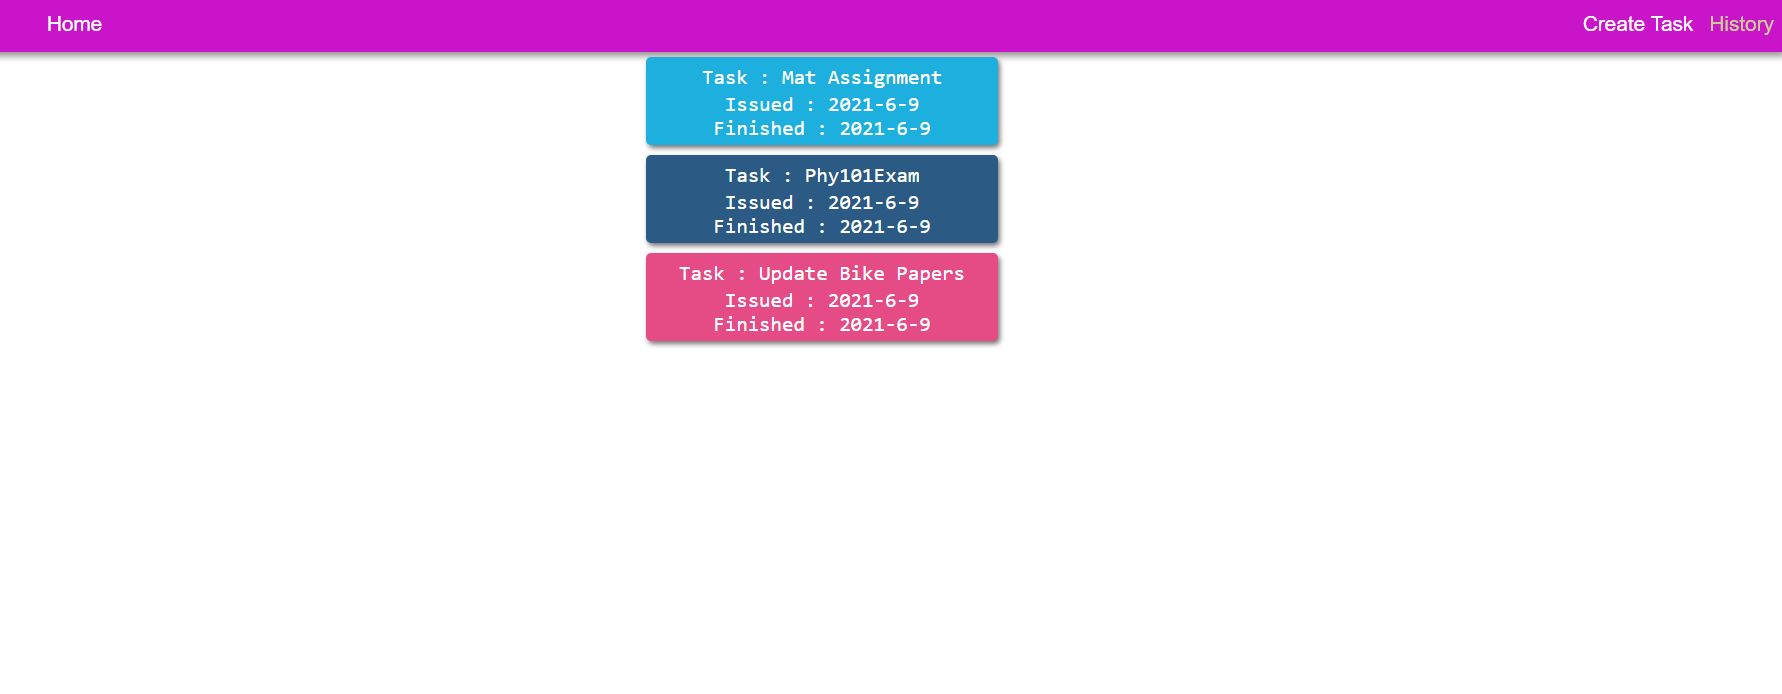 Home Create Task History
Task : Mat Assignment
Issued : 2021-6-9
Finished : 2021-6-9
Task : Phy101Exam
Issued : 2021-6-9
Finished : 2021-6-9
Task : Update Bike Papers
Issued : 2021-6-9
Finished : 2021-6-9